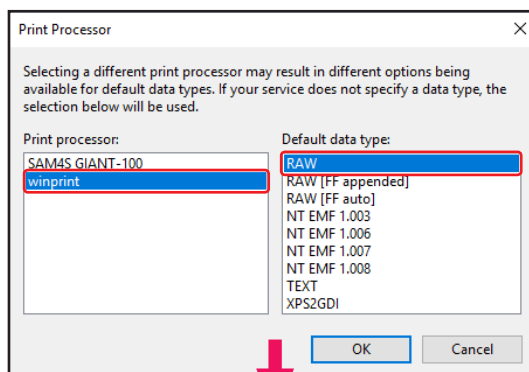 Print Processor
Selecting a different print processor may result in different options being
available for default data types. If your service does not specify a data type, the
selection below will be used.
Print processor:
SAM4S GIANT-100
winprint
Default data type:
RAW
RAW [FF appended]
RAW [FF auto]
NT EMF 1.003
NT EMF 1.006
NT EMF 1.007
NT EMF 1.008
TEXT
XPS2GDI
OK
Cancel